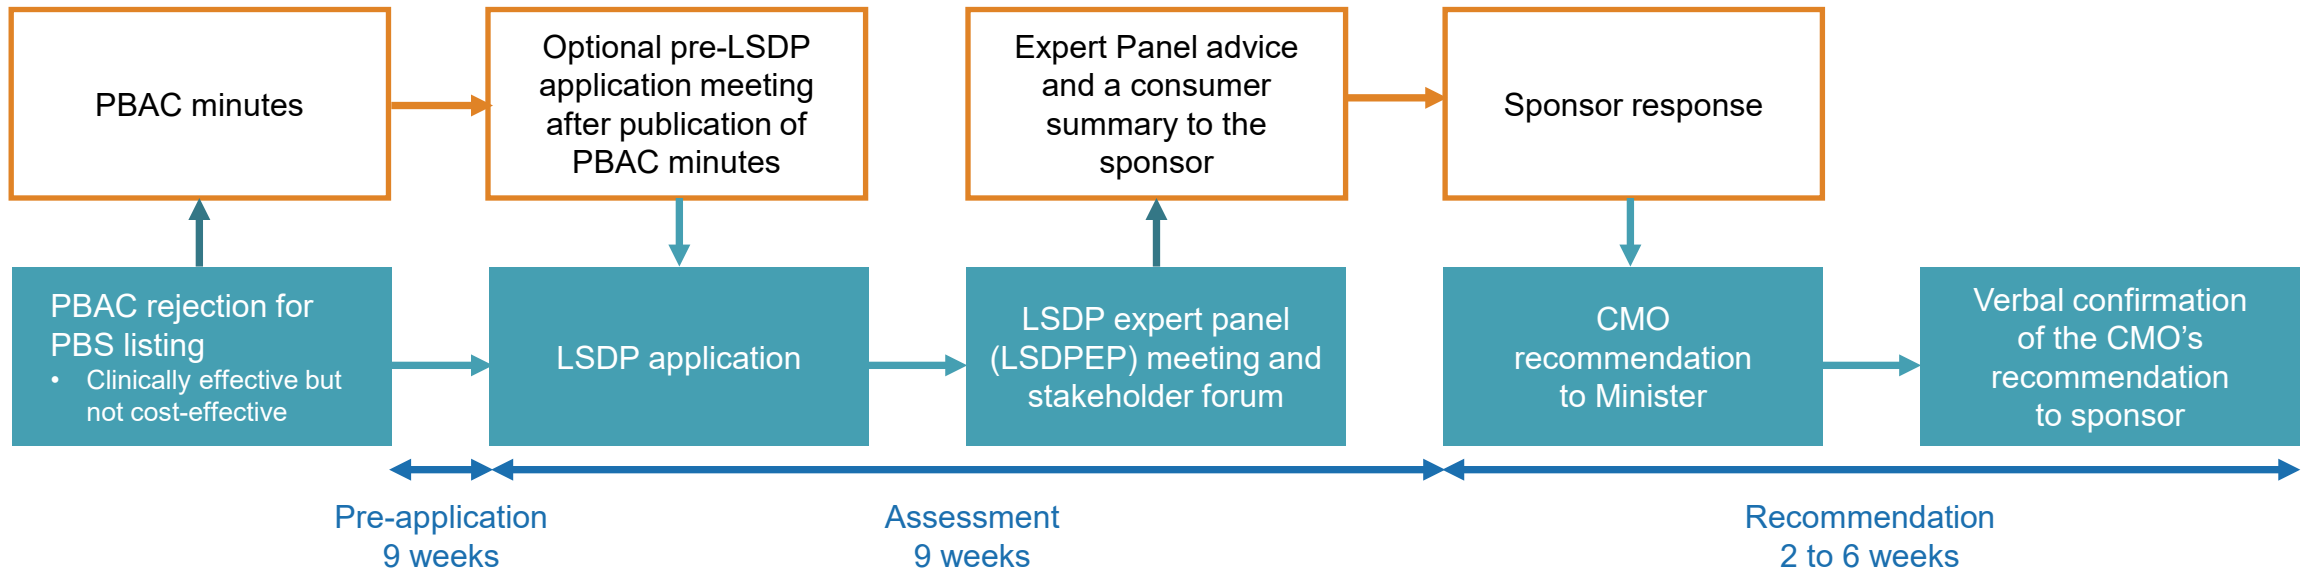 PBAC minutes
Optional pre-LSDP
application meeting
after publication of
PBAC minutes
Expert Panel advice
and a consumer
summary to the
sponsor
Sponsor response
PBAC rejection for
PBS listing
• Clinically effective but
not cost-effective
LSDP application
LSDP expert panel
(LSDPEP) meeting and
stakeholder forum
CMO
recommendation
to Minister
Verbal confirmation
of the CMO’s
recommendation
to sponsor
Pre-application
9 weeks
Assessment
9 weeks
Recommendation
2 to 6 weeks